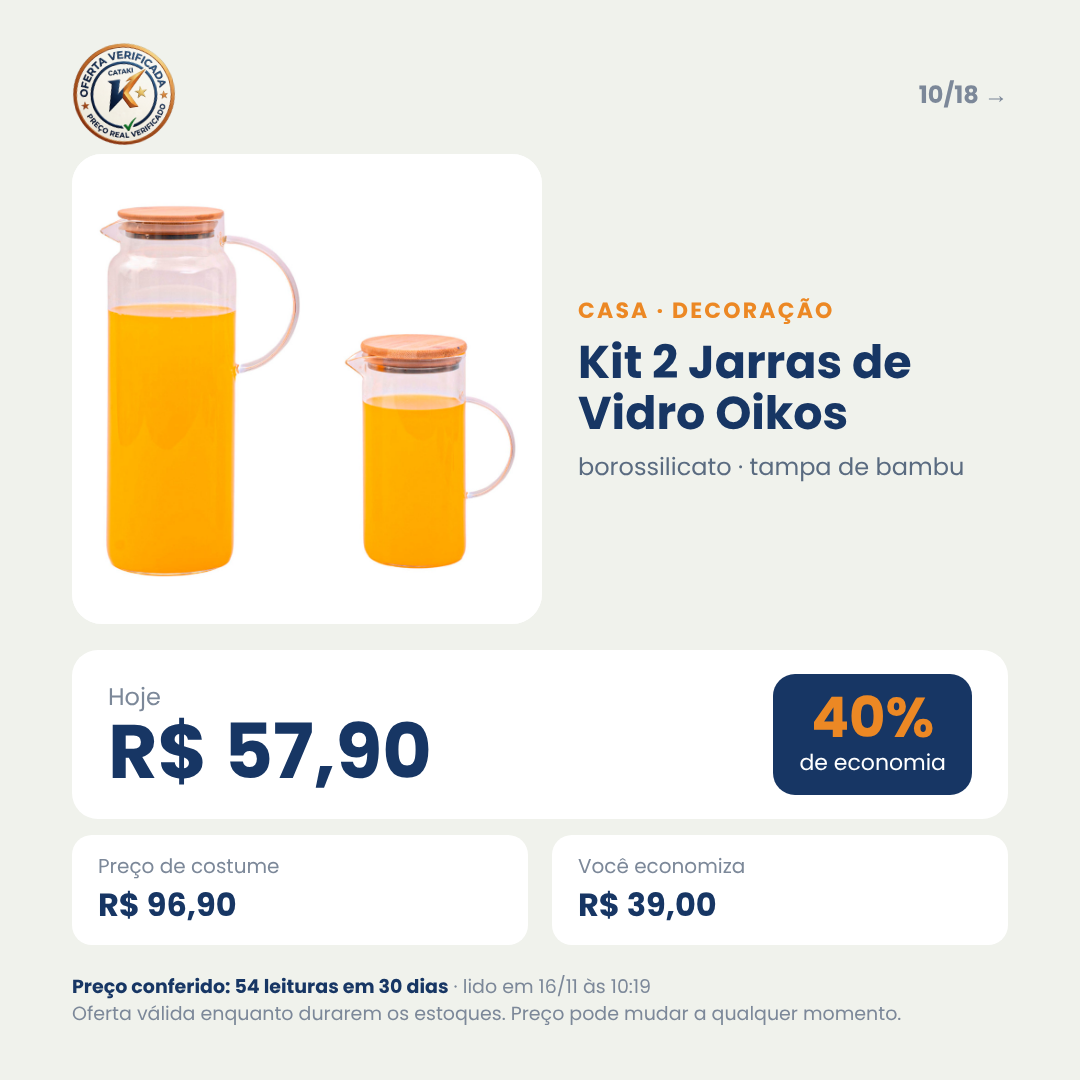 OFERTA VERIFICADA
CATAKI
K
PREÇO REAL VERIFICADO
10/18 →
CASA · DECORAÇÃO
Kit 2 Jarras de
Vidro Oikos
borossilicato · tampa de bambu
Hoje
R$ 57,90
40%
de economia
Preço de costume
R$ 96,90
Você economiza
R$ 39,00
Preço conferido: 54 leituras em 30 dias · lido em 16/11 às 10:19
Oferta válida enquanto durarem os estoques. Preço pode mudar a qualquer momento.